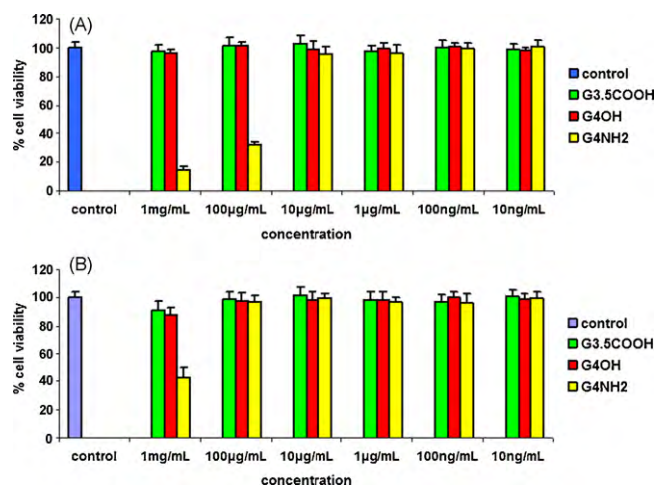 (A)
120
100
80
60
40
20
0
% cell viability
control
1mg/mL
100µg/mL
10µg/mL
1µg/mL
100ng/mL
10ng/mL
concentration
control
G3.5COOH
G4OH
G4NH2
(B)
120
100
80
60
40
20
0
% cell viability
control
1mg/mL
100µg/mL
10µg/mL
1µg/mL
100ng/mL
10ng/mL
concentration
control
G3.5COOH
G4OH
G4NH2